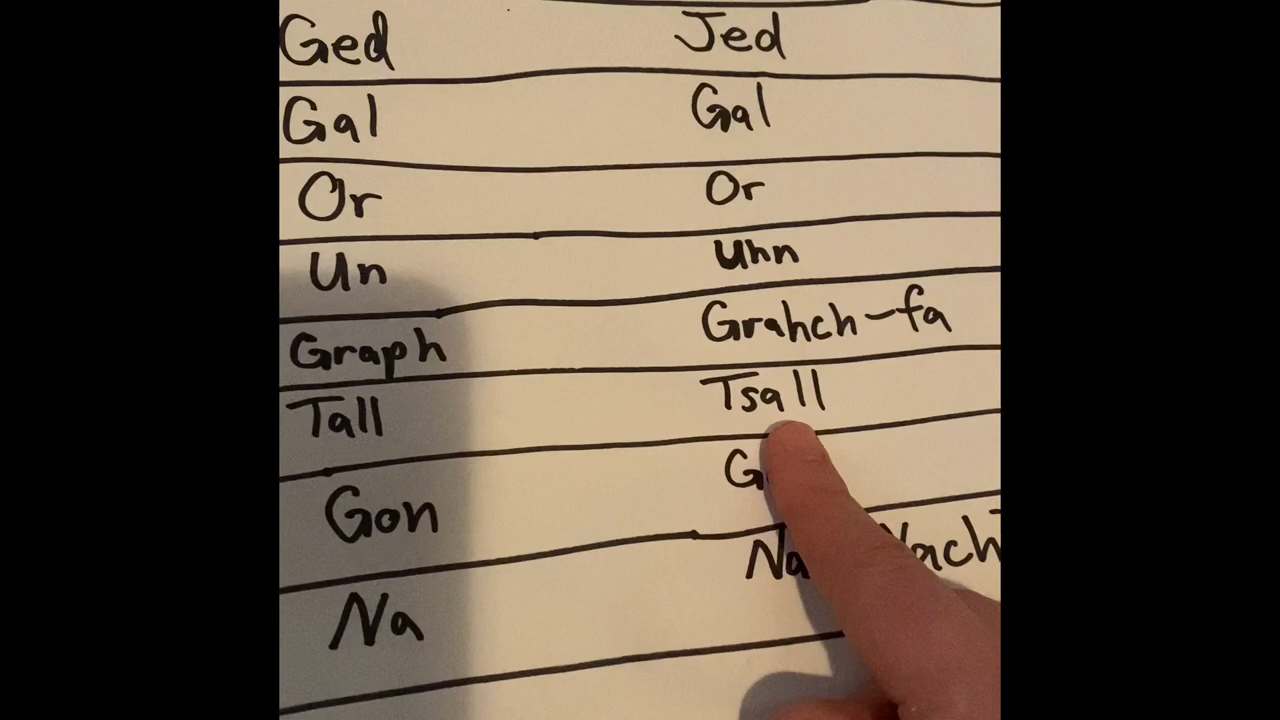 Ged Jed
Gal Gal
Or Or
Un Uhn
Graph Grahch-fa
Tall Tsall
Gon
Na